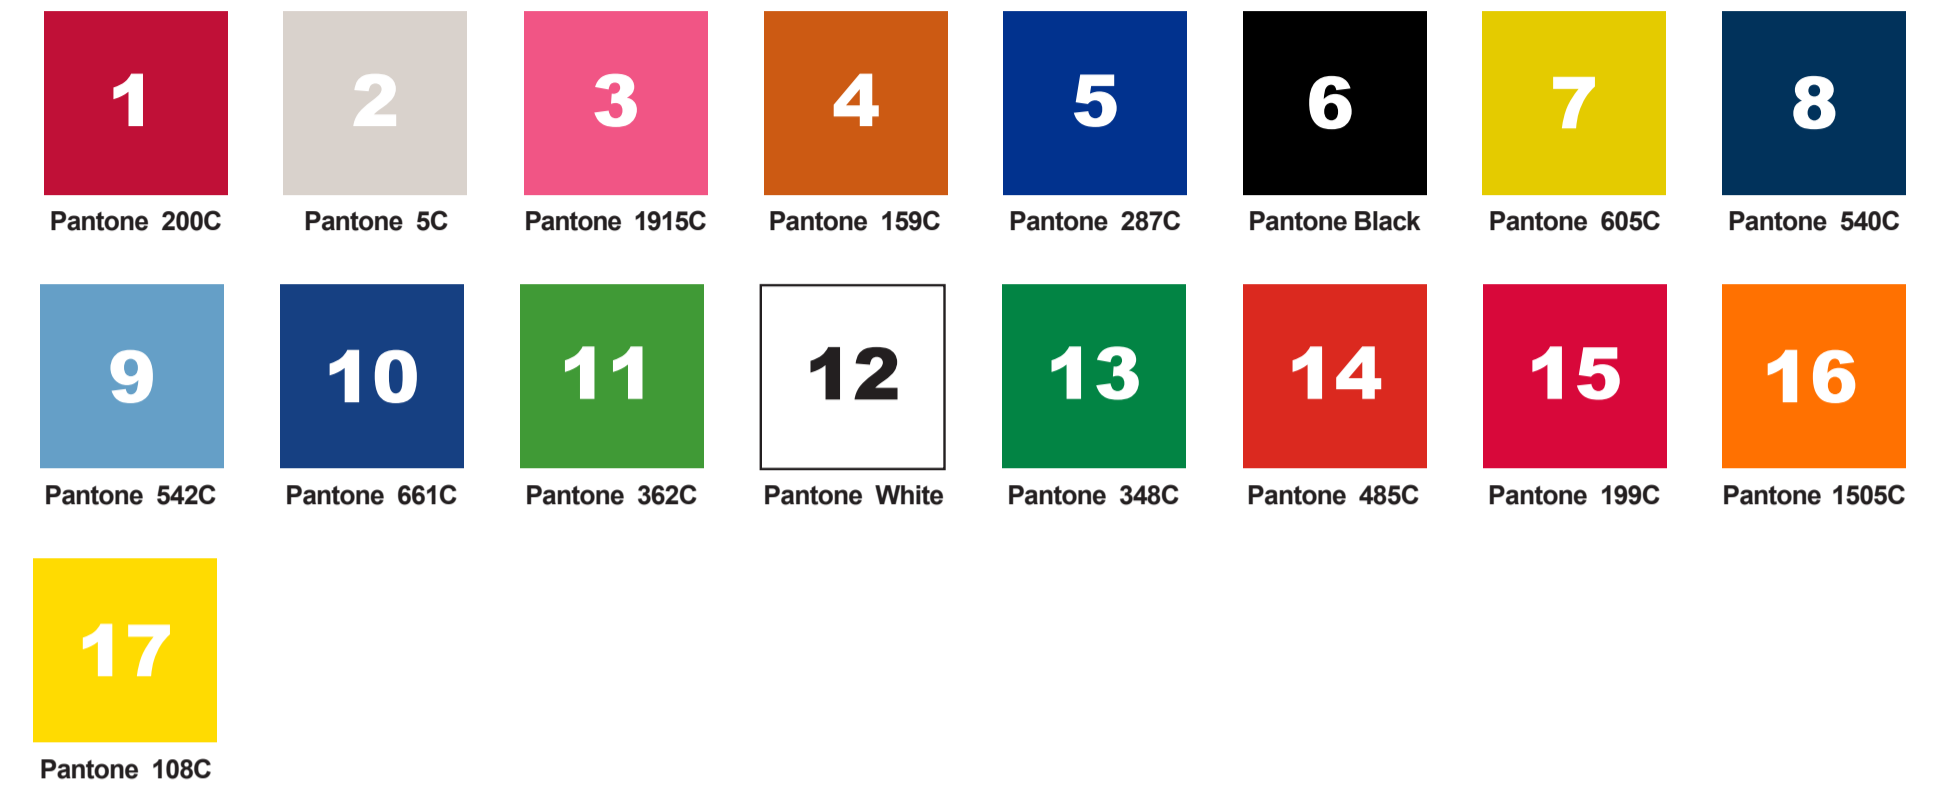 1 2 3 4 5 6 7 8
Pantone 200C Pantone 5C Pantone 1915C Pantone 159C Pantone 287C Pantone Black Pantone 605C Pantone 540C
9 10 11 12 13 14 15 16
Pantone 542C Pantone 661C Pantone 362C Pantone White Pantone 348C Pantone 485C Pantone 199C Pantone 1505C
17
Pantone 108C